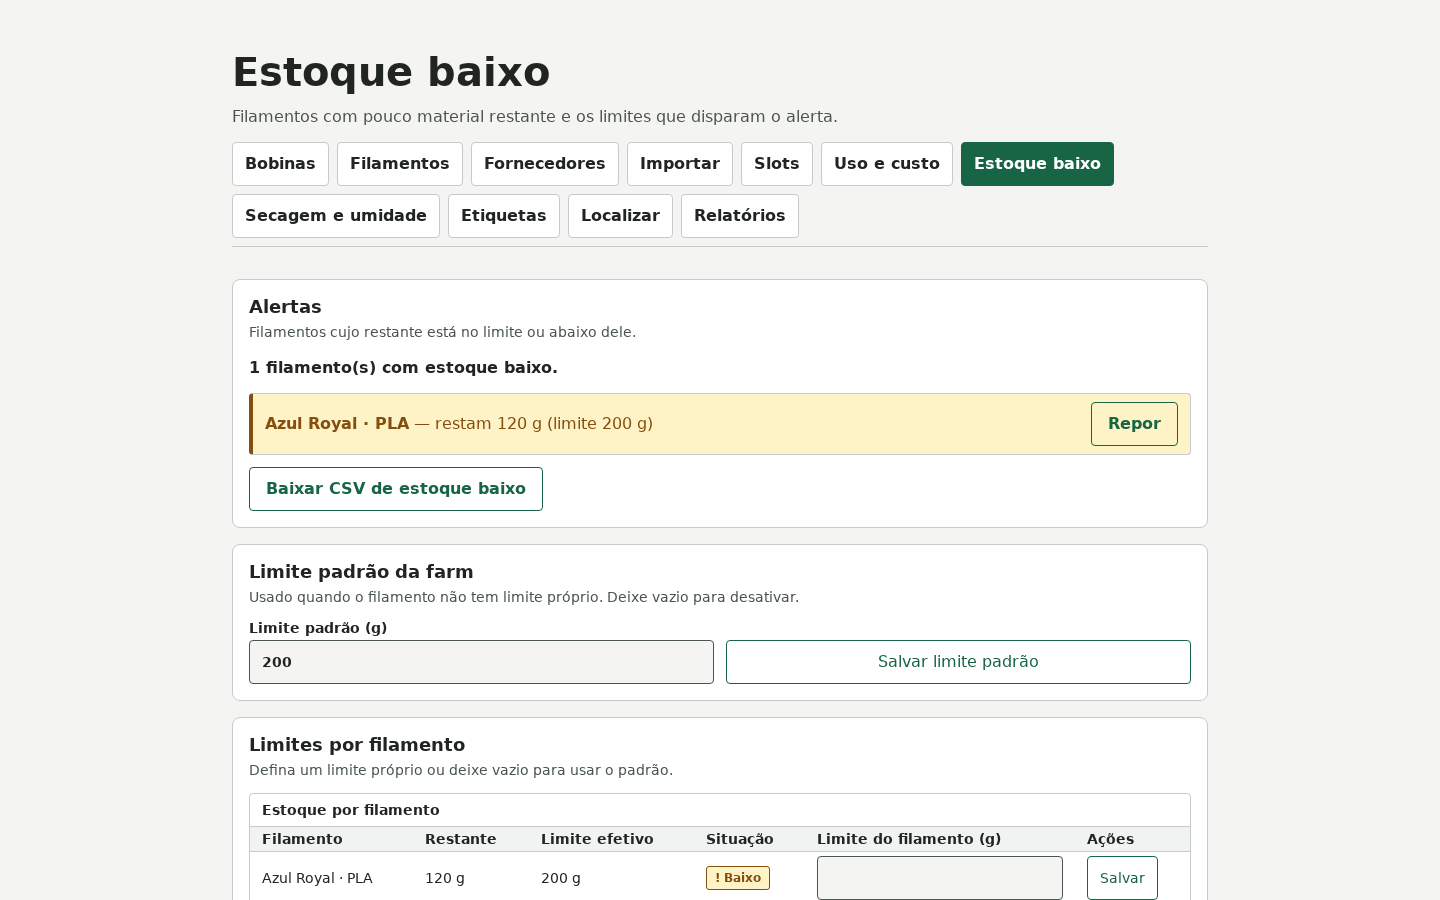 Estoque baixo
Filamentos com pouco material restante e os limites que disparam o alerta.
Bobinas Filamentos Fornecedores Importar Slots Uso e custo Estoque baixo
Secagem e umidade Etiquetas Localizar Relatórios
Alertas
Filamentos cujo restante está no limite ou abaixo dele.
1 filamento(s) com estoque baixo.
Azul Royal · PLA — restam 120 g (limite 200 g) Repor
Baixar CSV de estoque baixo
Limite padrão da farm
Usado quando o filamento não tem limite próprio. Deixe vazio para desativar.
Limite padrão (g)
200 Salvar limite padrão
Limites por filamento
Defina um limite próprio ou deixe vazio para usar o padrão.
Estoque por filamento
Filamento Restante Limite efetivo Situação Limite do filamento (g) Ações
Azul Royal · PLA 120 g 200 g ! Baixo Salvar